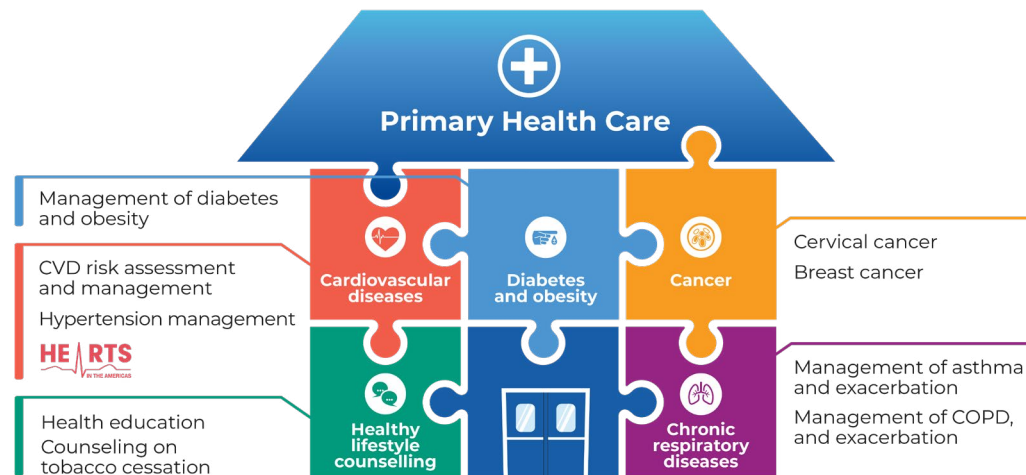 Primary Health Care
Management of diabetes
and obesity
CVD risk assessment
and management
Hypertension management
HEARTS
IN THE AMERICAS
Health education
Counseling on
tobacco cessation
Cardiovascular
diseases
Diabetes
and obesity
Cancer
Healthy
lifestyle
counselling
Chronic
respiratory
diseases
Cervical cancer
Breast cancer
Management of asthma
and exacerbation
Management of COPD,
and exacerbation